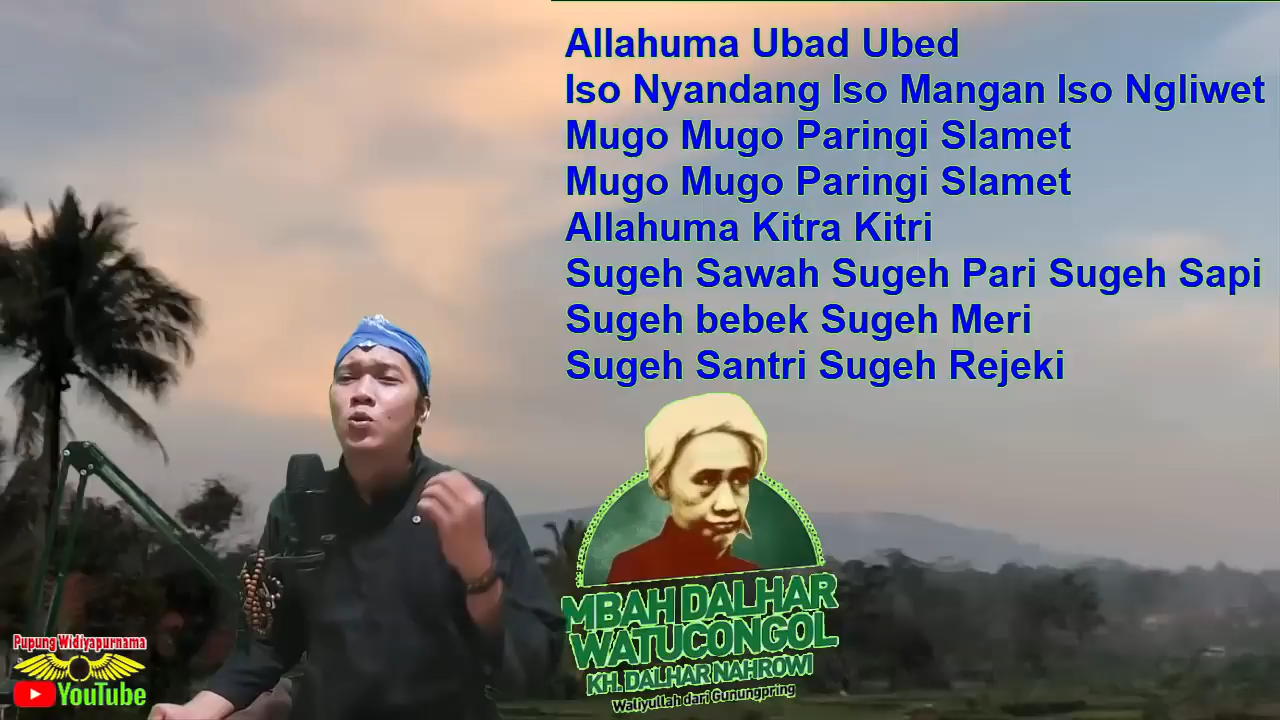 Allahuma Ubad Ubed
Iso Nyandang Iso Mangan Iso Ngliwet
Mugo Mugo Paringi Slamet
Mugo Mugo Paringi Slamet
Allahuma Kitra Kitri
Sugeh Sawah Sugeh Pari Sugeh Sapi
Sugeh bebek Sugeh Meri
Sugeh Santri Sugeh Rejeki
MBAH DALHAR
WATUCONGOL
KH. DALHAR NAHROWI
Waliyullah dari Gunungpring
Pupung Widiyapurnama
YouTube